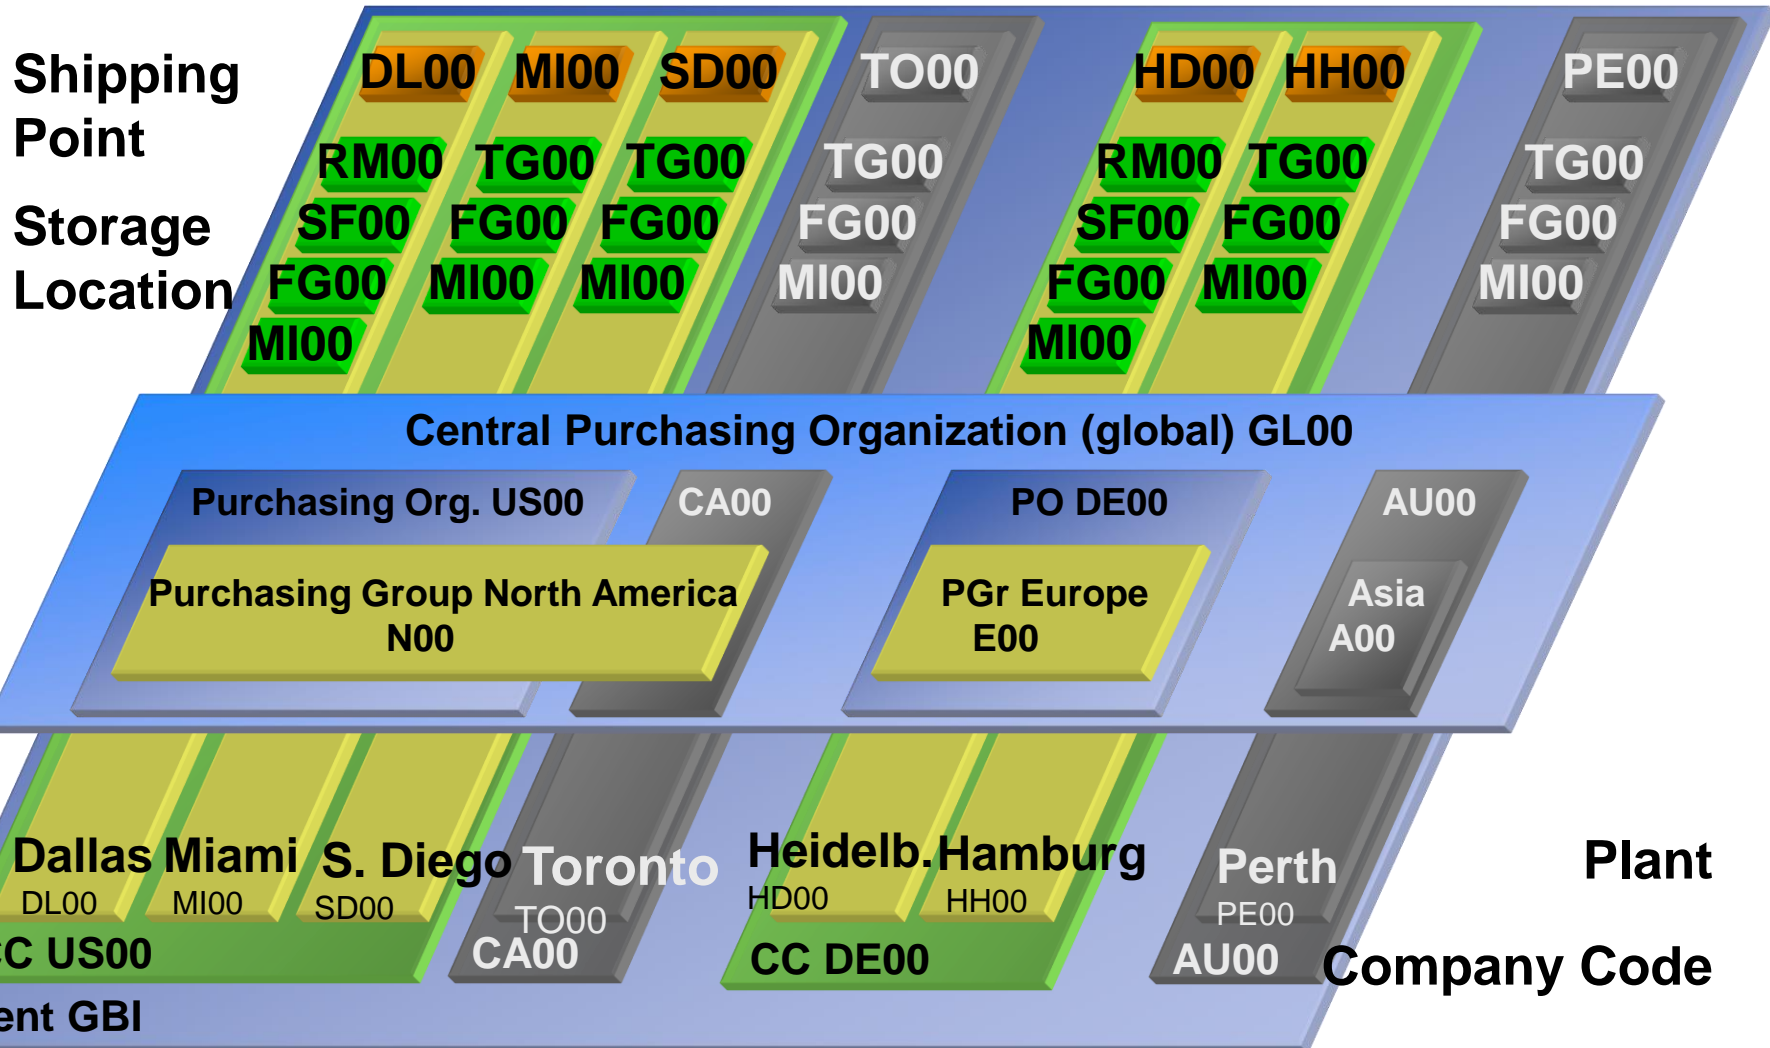 Shipping
Point
DL00 MI00 SD00 TO00 HD00 HH00 PE00
RM00 TG00 TG00 TG00 RM00 TG00 TG00
Storage
Location
SF00 FG00 FG00 FG00 SF00 FG00 FG00
FG00 MI00 MI00 MI00 FG00 MI00 MI00
MI00 MI00
Central Purchasing Organization (global) GL00
Purchasing Org. US00 CA00 PO DE00 AU00
Purchasing Group North America
N00
PGr Europe
E00
Asia
A00
Dallas Miami S. Diego Toronto Heidelb. Hamburg Perth Plant
DL00 MI00 SD00 TO00 HD00 HH00 PE00
CC US00 CA00 CC DE00 AU00 Company Code
ent GBI